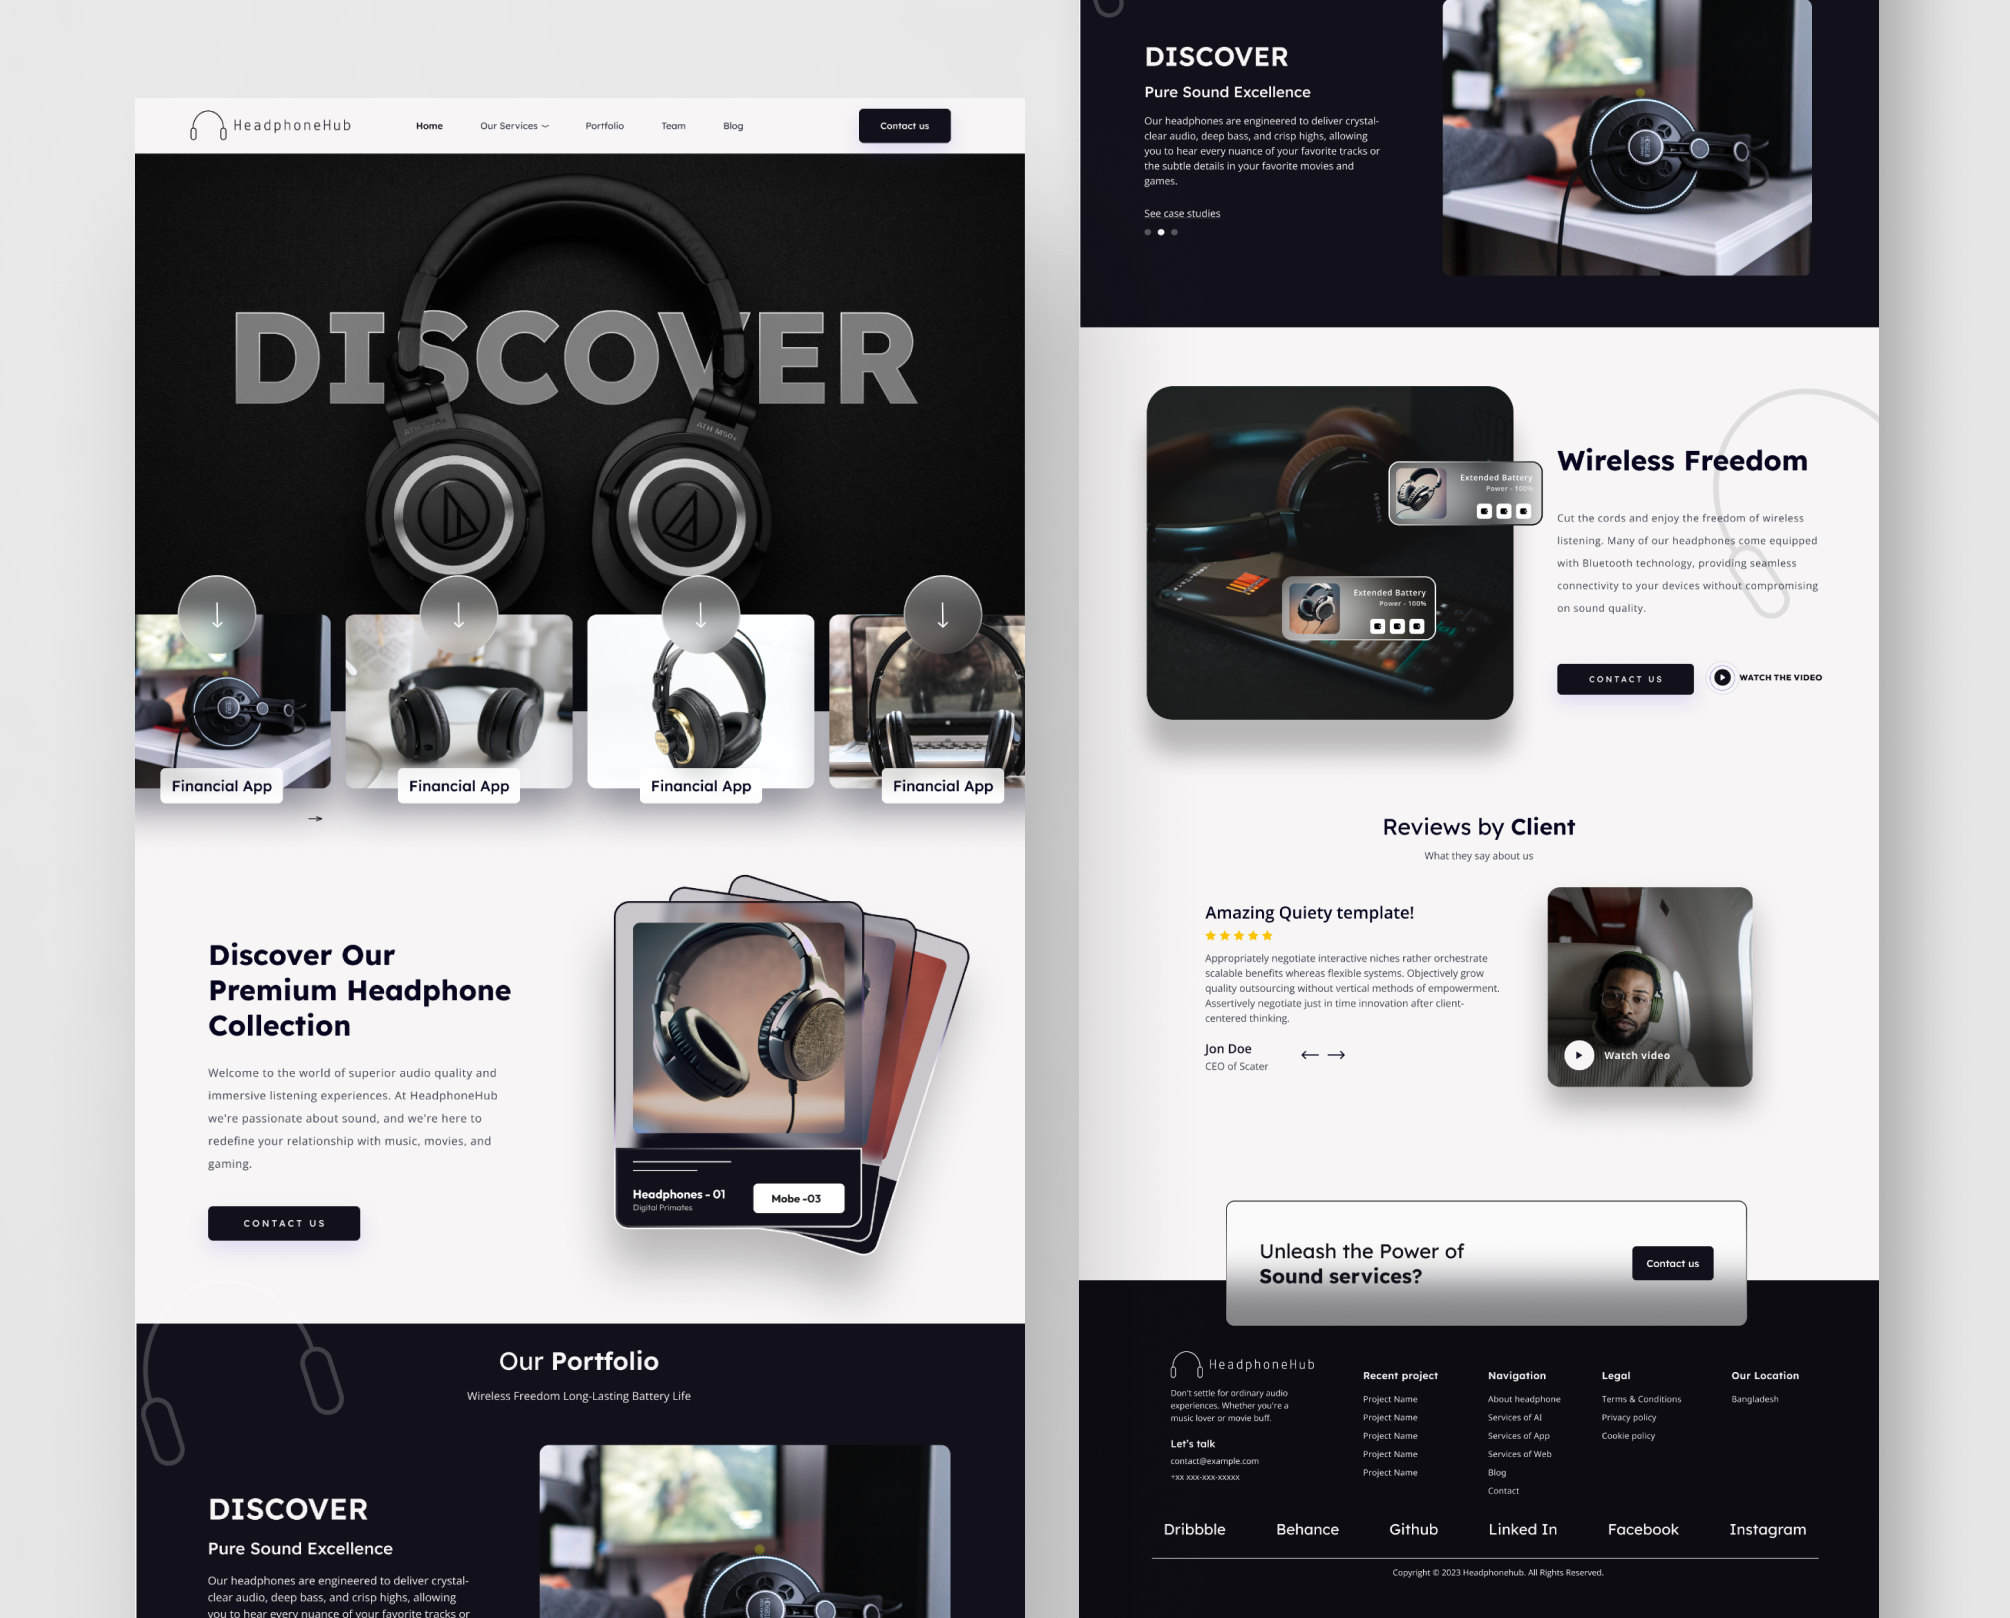 HeadphoneHub
Home
Our Services
Portfolio
Team
Blog
Contact us
DISCOVER
ATH-M50x
Financial App
Financial App
Financial App
Financial App
Discover Our
Premium Headphone
Collection
Welcome to the world of superior audio quality and
immersive listening experiences. At HeadphoneHub
we're passionate about sound, and we're here to
redefine your relationship with music, movies, and
gaming.
CONTACT US
Headphones - 01
Digital Primates
Mobe -03
Our Portfolio
Wireless Freedom Long-Lasting Battery Life
DISCOVER
Pure Sound Excellence
Our headphones are engineered to deliver crystal-
clear audio, deep bass, and crisp highs, allowing
you to hear every nuance of your favorite tracks or
DISCOVER
Pure Sound Excellence
Our headphones are engineered to deliver crystal-
clear audio, deep bass, and crisp highs, allowing
you to hear every nuance of your favorite tracks or
the subtle details in your favorite movies and
games.
See case studies
Extended Battery
Power - 100%
Extended Battery
Power - 100%
Wireless Freedom
Cut the cords and enjoy the freedom of wireless
listening. Many of our headphones come equipped
with Bluetooth technology, providing seamless
connectivity to your devices without compromising
on sound quality.
CONTACT US
WATCH THE VIDEO
Reviews by Client
What they say about us
Amazing Quiety template!
Appropriately negotiate interactive niches rather orchestrate
scalable benefits whereas flexible systems. Objectively grow
quality outsourcing without vertical methods of empowerment.
Assertively negotiate just in time innovation after client-
centered thinking.
Jon Doe
CEO of Scater
Watch video
Unleash the Power of
Sound services?
Contact us
HeadphoneHub
Don't settle for ordinary audio
experiences. Whether you're a
music lover or movie buff.
Let's talk
contact@example.com
+xx xxx-xxx-xxxxx
Recent project
Project Name
Project Name
Project Name
Project Name
Project Name
Navigation
About headphone
Services of AI
Services of App
Services of Web
Blog
Contact
Legal
Terms & Conditions
Privacy policy
Cookie policy
Our Location
Bangladesh
Dribbble
Behance
Github
Linked In
Facebook
Instagram
Copyright © 2023 Headphonehub. All Rights Reserved.